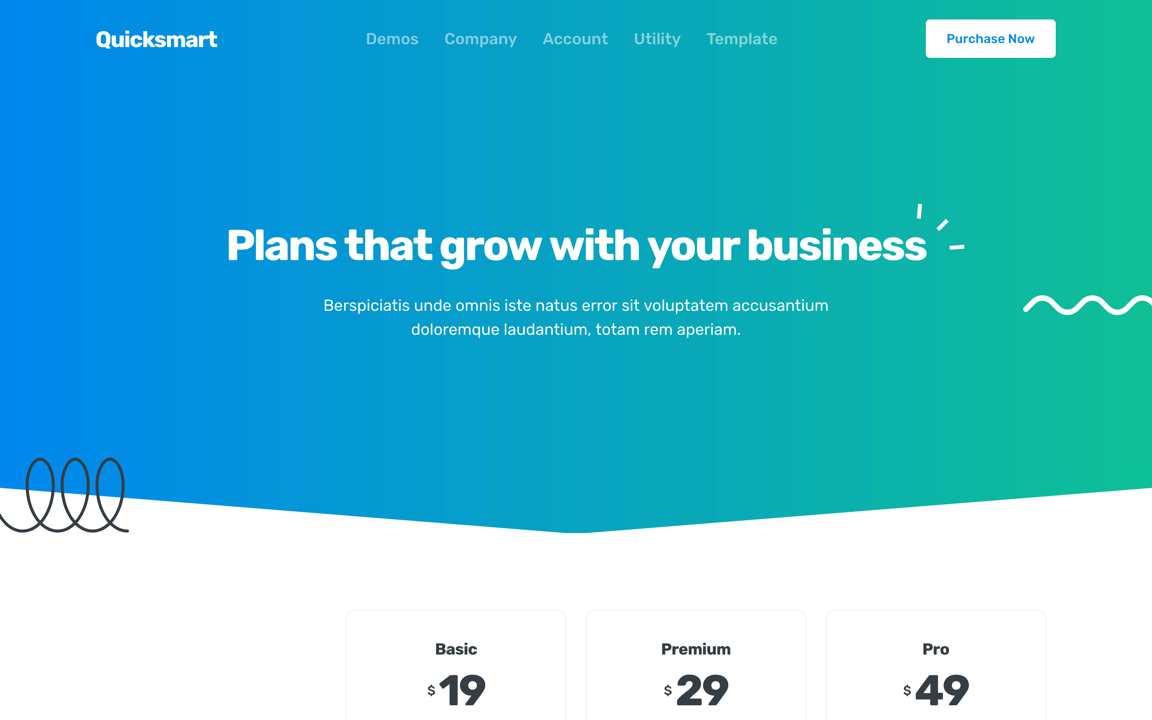 Quicksmart
Demos Company Account Utility Template
Purchase Now
Plans that grow with your business
Berspiciatis unde omnis iste natus error sit voluptatem accusantium
doloremque laudantium, totam rem aperiam.
Basic Premium Pro
$19 $29 $49